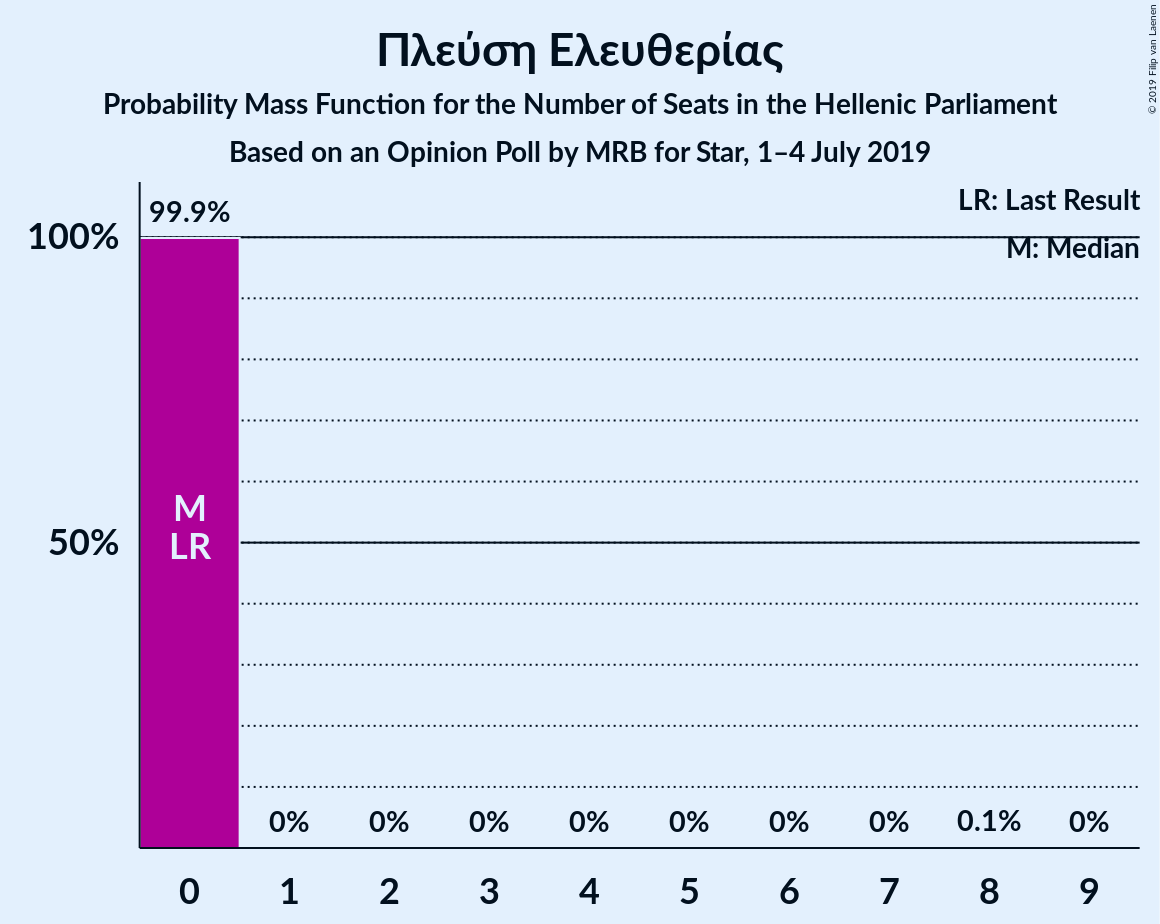 Πλεύση Ελευθερίας
Probability Mass Function for the Number of Seats in the Hellenic Parliament
Based on an Opinion Poll by MRB for Star, 1–4 July 2019
© 2019 Filip van Laenen
LR: Last Result
M: Median
99.9%
100%
50%
M
LR
0% 0% 0% 0% 0% 0% 0% 0.1% 0%
0 1 2 3 4 5 6 7 8 9